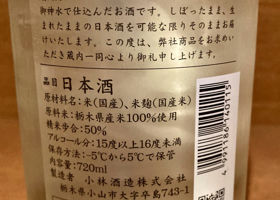 御神水で仕込んだお酒です。しぼったまま、生
まれたままの日本酒を可能な限りそのままお届
けいたします。この度は、弊社商品をお求めい
ただき蔵内一同心より御礼申し上げます。
品目 日本酒
原材料名:米(国産)、米麹(国産米)
原料米:栃木県産米100%使用
精米歩合:50%
アルコール分:15度以上16度未満
保存方法:-5℃から5℃で保管
内容量:720ml
製造者 小林酒造株式会社
栃木県小山市大字卒島743-1
4 991186 140115